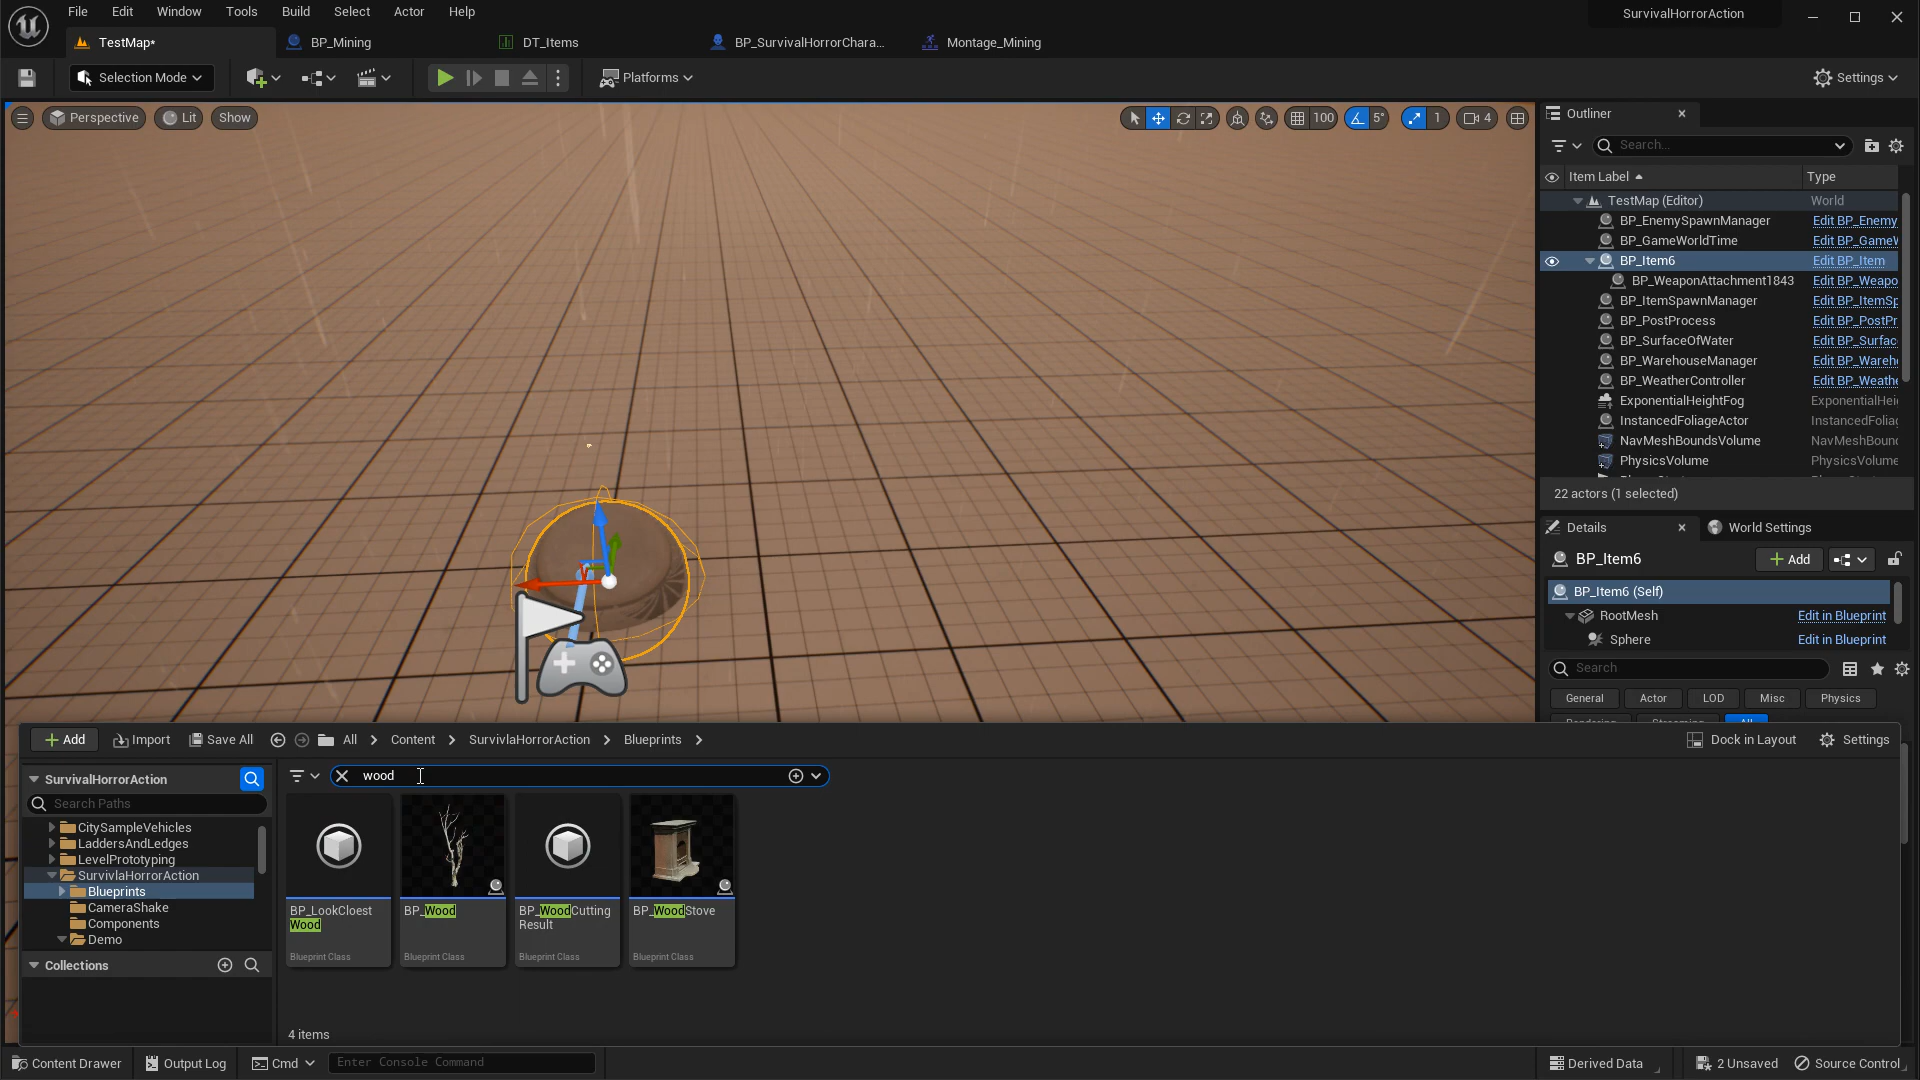 File Edit View Window Tools Build Select Actor Help
SurvivalHorrorAction
TestMap*
BP_Mining
DT_Items
BP_SurvivalHorrorChara...
Montage_Mining
Selection Mode
Platforms
Settings
Perspective
Lit
Show
100
5°
1
4
Outliner
Search...
Item Label
Type
TestMap (Editor)
World
BP_EnemySpawnManager
Edit BP_Enemy
BP_GameWorldTime
Edit BP_GameW
BP_Item6
Edit BP_Item
BP_WeaponAttachment1843
Edit BP_Weapo
BP_ItemSpawnManager
Edit BP_ItemSp
BP_PostProcess
Edit BP_PostPr
BP_SurfaceOfWater
Edit BP_Surfac
BP_WarehouseManager
Edit BP_Wareh
BP_WeatherController
Edit BP_Weathe
ExponentialHeightFog
ExponentialHei
InstancedFoliageActor
InstancedFolia
NavMeshBoundsVolume
NavMeshBoun
PhysicsVolume
PhysicsVolume
22 actors (1 selected)
Details
World Settings
BP_Item6
Add
BP_Item6 (Self)
RootMesh
Edit in Blueprint
Sphere
Edit in Blueprint
Search
General
Actor
LOD
Misc
Physics
Add
Import
Save All
All
Content
SurvivlaHorrorAction
Blueprints
Dock in Layout
Settings
SurvivalHorrorAction
wood
Search Paths
CitySampleVehicles
LaddersAndLedges
LevelPrototyping
SurvivlaHorrorAction
Blueprints
CameraShake
Components
Demo
Collections
BP_LookCloest
Wood
Blueprint Class
BP_Wood
Blueprint Class
BP_WoodCutting
Result
Blueprint Class
BP_WoodStove
Blueprint Class
4 items
Content Drawer
Output Log
Cmd
Enter Console Command
Derived Data
2 Unsaved
Source Control